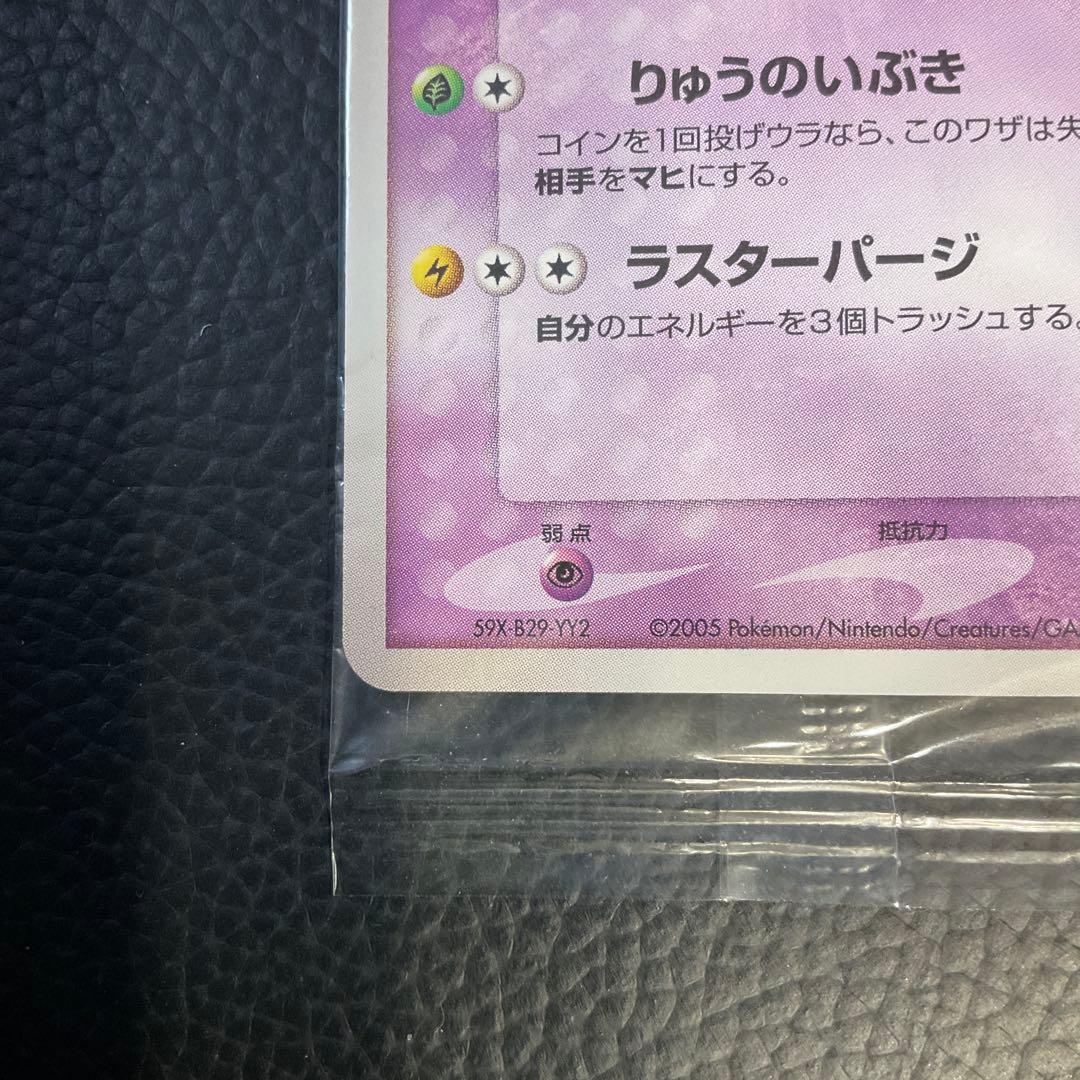 りゅうのいぶき
コインを1回投げウラなら、このワザは失
相手をマヒにする。
ラスターパージ
自分のエネルギーを3個トラッシュする。
弱点 抵抗力
59X-B29-YY2 ©2005 Pokémon/Nintendo/Creatures/GA